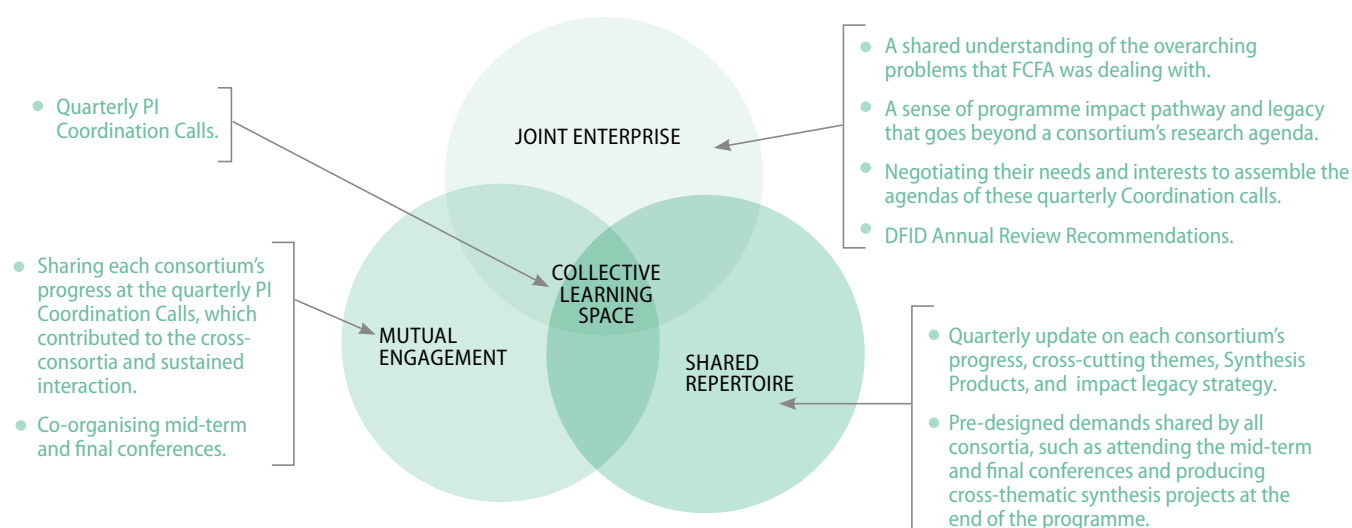 Quarterly PI
Coordination Calls.
Sharing each consortium's
progress at the quarterly PI
Coordination Calls, which
contributed to the cross-
consortia and sustained
interaction.
Co-organising mid-term
and final conferences.
JOINT ENTERPRISE
COLLECTIVE
LEARNING
SPACE
MUTUAL
ENGAGEMENT
SHARED
REPERTOIRE
A shared understanding of the overarching
problems that FCFA was dealing with.
A sense of programme impact pathway and legacy
that goes beyond a consortium's research agenda.
Negotiating their needs and interests to assemble the
agendas of these quarterly Coordination calls.
DFID Annual Review Recommendations.
Quarterly update on each consortium's
progress, cross-cutting themes, Synthesis
Products, and impact legacy strategy.
Pre-designed demands shared by all
consortia, such as attending the mid-term
and final conferences and producing
cross-thematic synthesis projects at the
end of the programme.